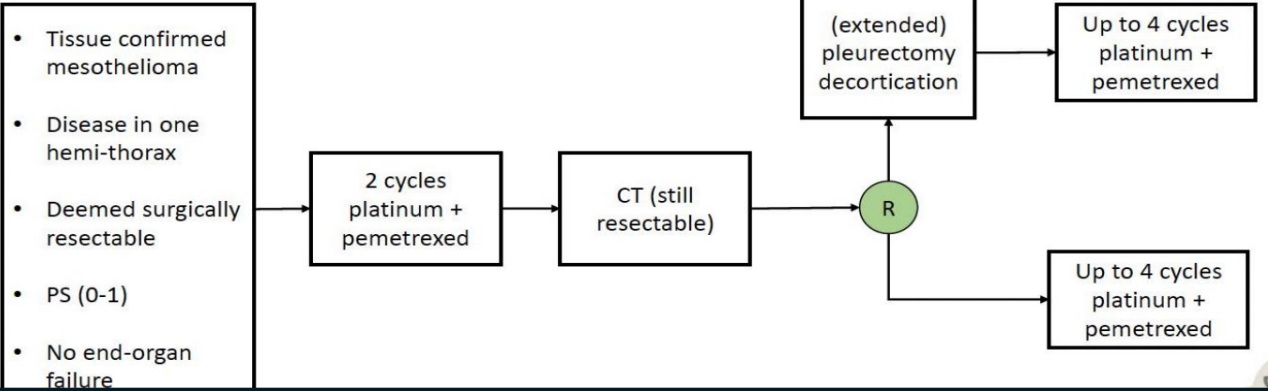 • Tissue confirmed
mesothelioma
• Disease in one
hemi-thorax
• Deemed surgically
resectable
• PS (0-1)
• No end-organ
failure
2 cycles
platinum +
pemetrexed
CT (still
resectable)
R
(extended)
pleurectomy
decortication
Up to 4 cycles
platinum +
pemetrexed
Up to 4 cycles
platinum +
pemetrexed